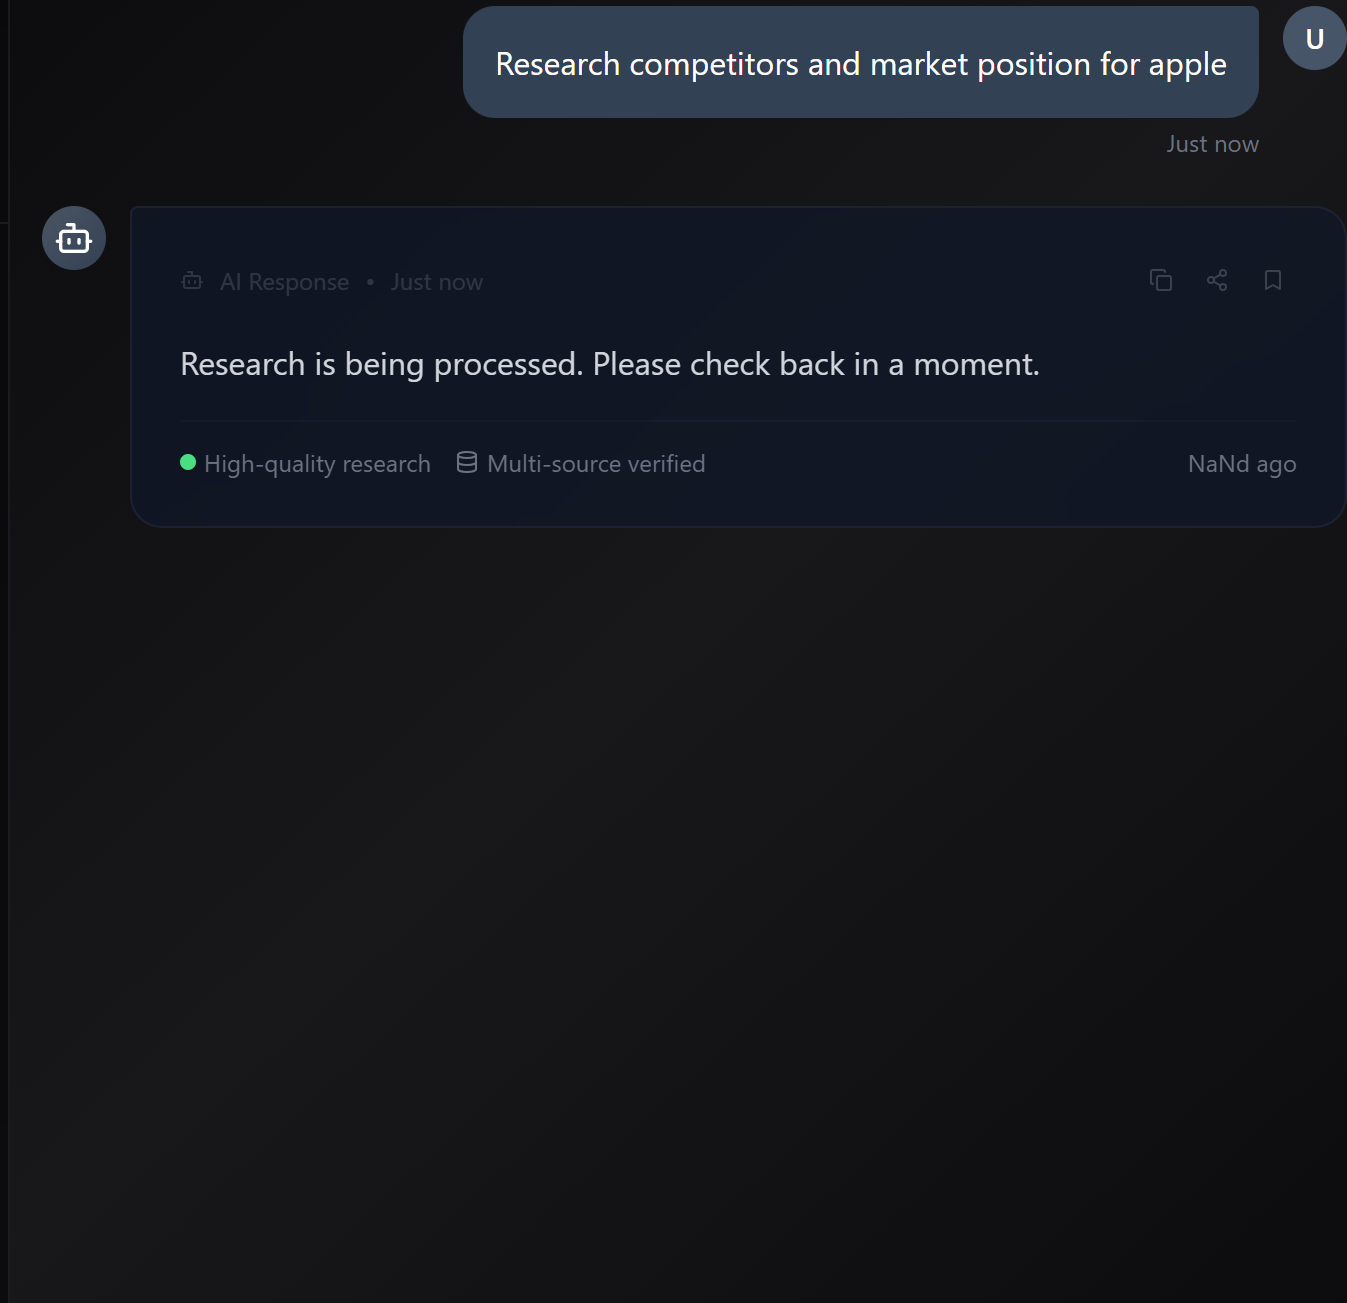 Research competitors and market position for apple
U
Just now
AI Response • Just now
Research is being processed. Please check back in a moment.
High-quality research Multi-source verified NaNd ago